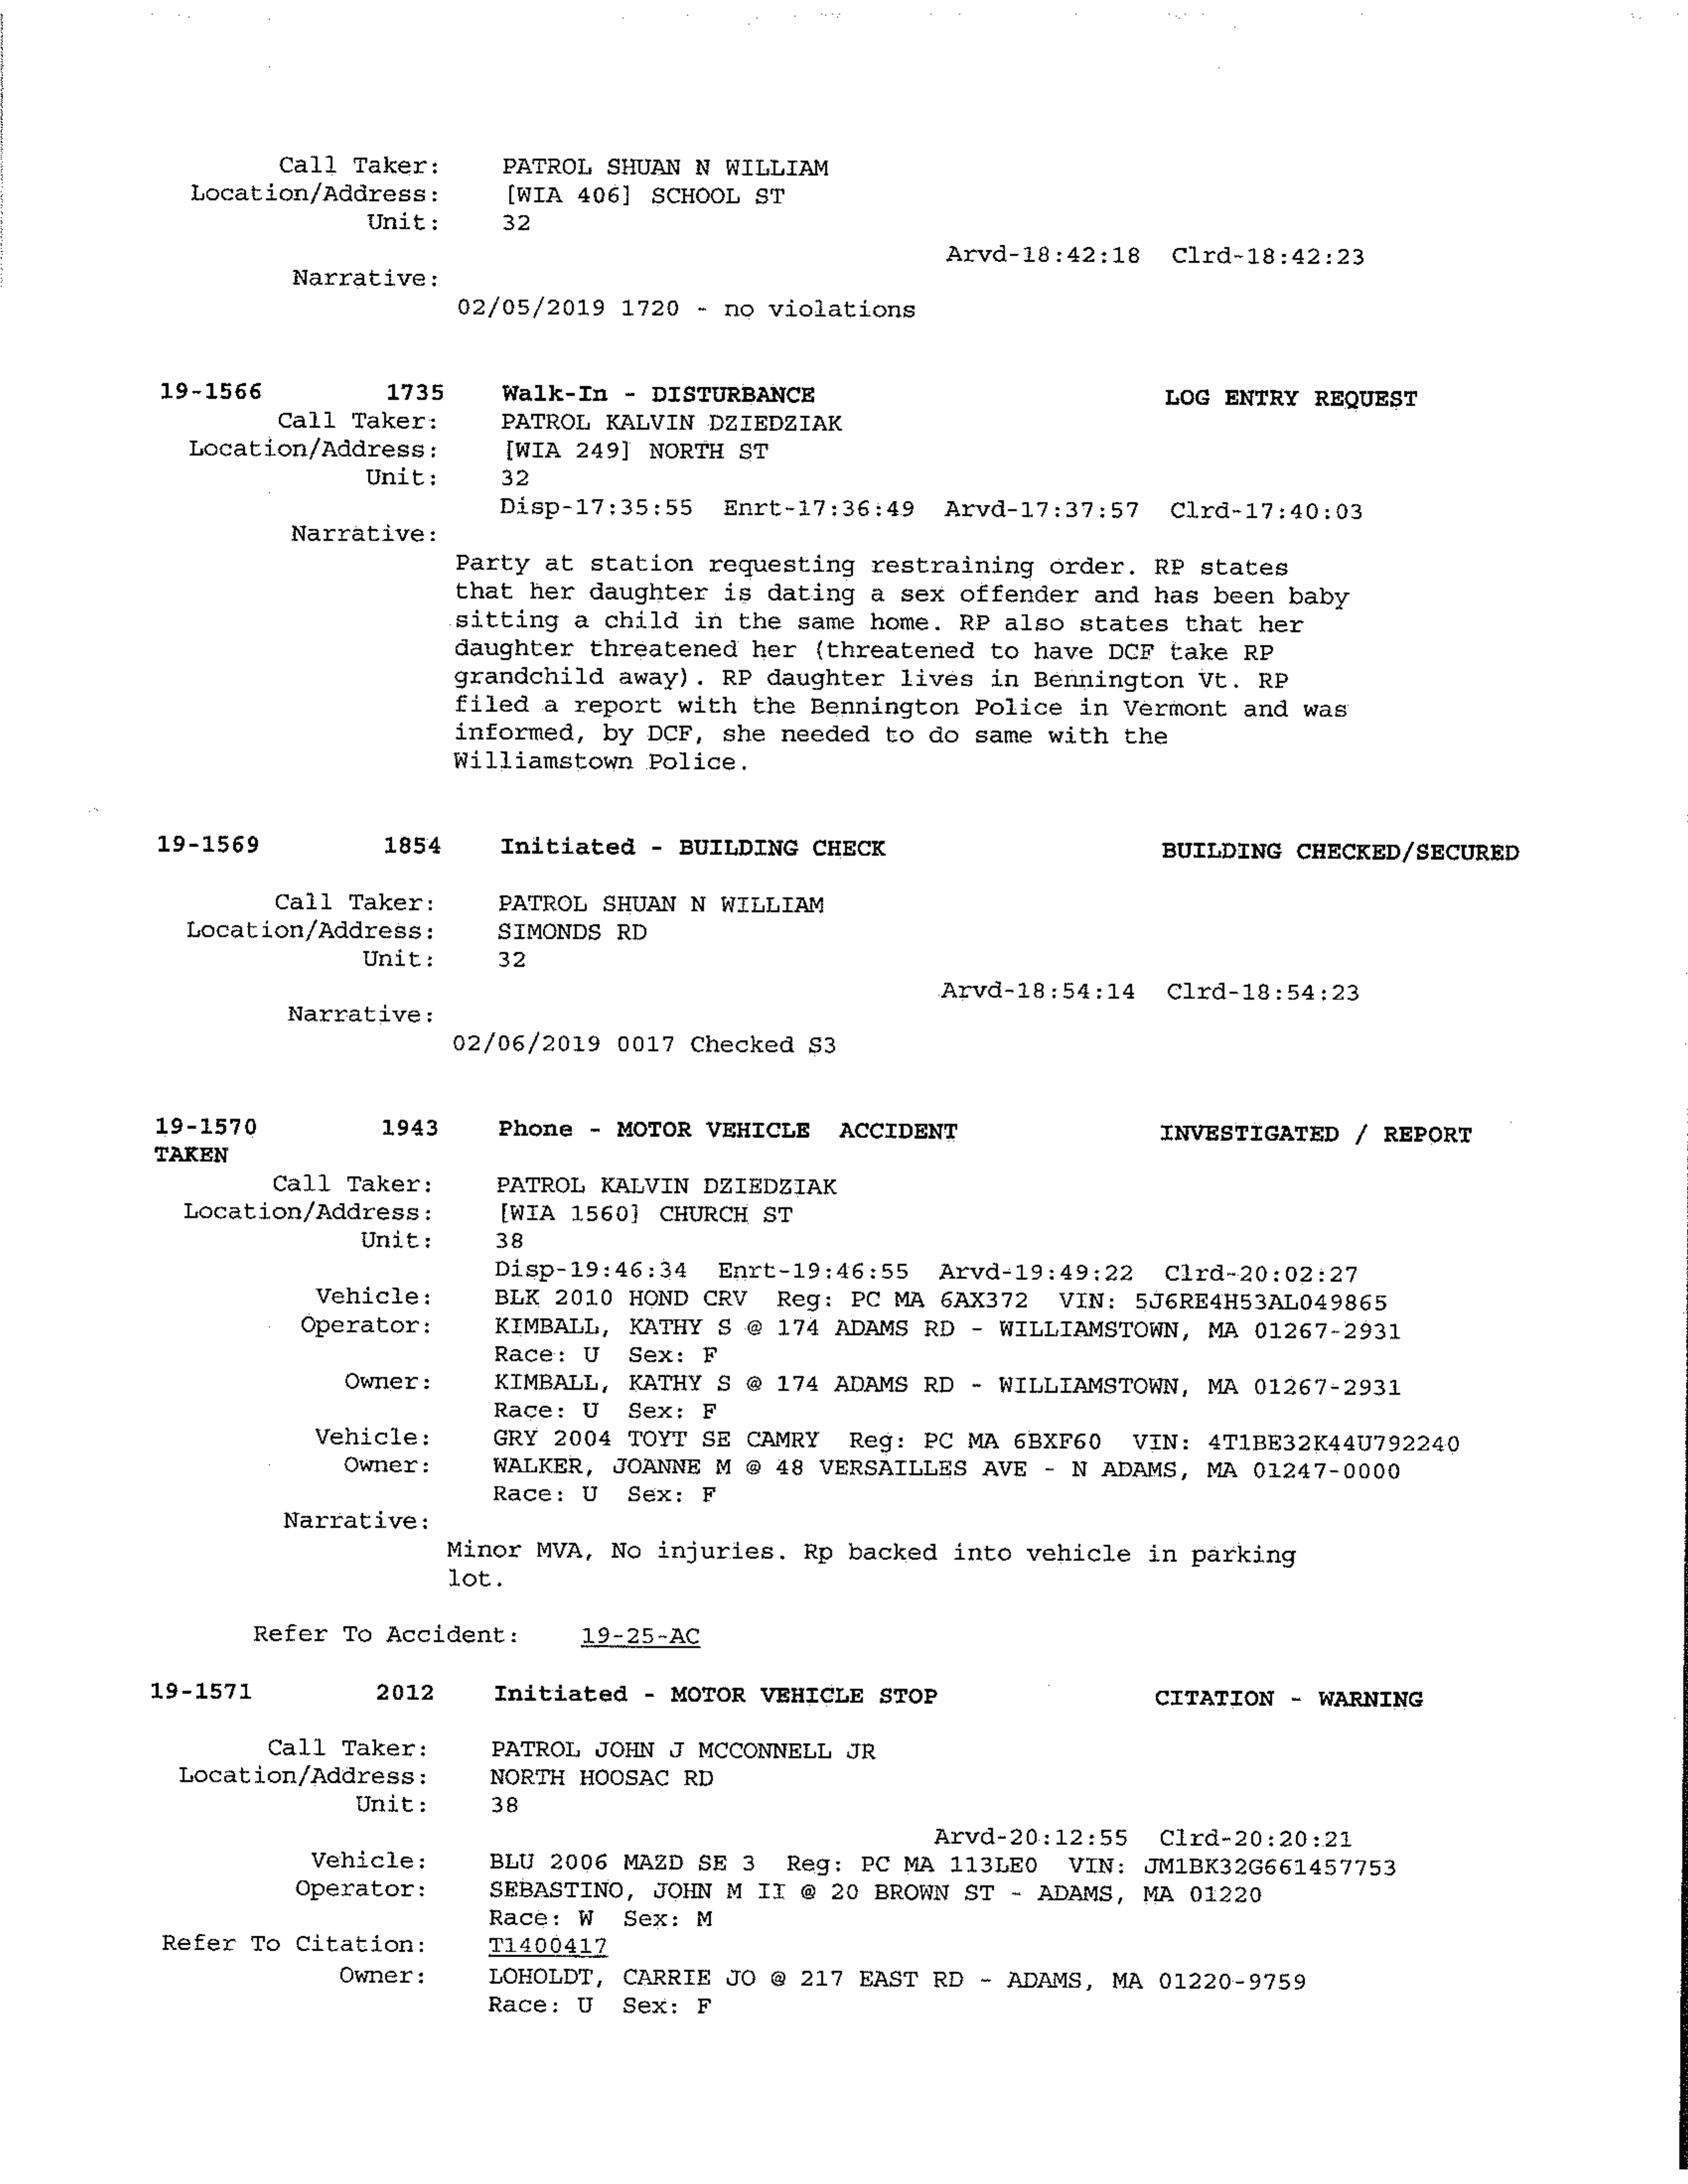 Call Taker: PATROL SHUAN N WILLIAM
Location/Address: [WIA 406] SCHOOL ST
Unit: 32
Arvd-18:42:18 Clrd-18:42:23
Narrative:
02/05/2019 1720 - no violations
19-1566 1735 Walk-In - DISTURBANCE LOG ENTRY REQUEST
Call Taker: PATROL KALVIN DZIEDZIAK
Location/Address: [WIA 249] NORTH ST
Unit: 32
Disp-17:35:55 Enrt-17:36:49 Arvd-17:37:57 Clrd-17:40:03
Narrative:
Party at station requesting restraining order. RP states
that her daughter is dating a sex offender and has been baby
sitting a child in the same home. RP also states that her
daughter threatened her (threatened to have DCF take RP
grandchild away). RP daughter lives in Bennington Vt. RP
filed a report with the Bennington Police in Vermont and was
informed, by DCF, she needed to do same with the
Williamstown Police.
19-1569 1854 Initiated - BUILDING CHECK BUILDING CHECKED/SECURED
Call Taker: PATROL SHUAN N WILLIAM
Location/Address: SIMONDS RD
Unit: 32
Arvd-18:54:14 Clrd-18:54:23
Narrative:
02/06/2019 0017 Checked S3
19-1570 1943 Phone - MOTOR VEHICLE ACCIDENT INVESTIGATED / REPORT
TAKEN
Call Taker: PATROL KALVIN DZIEDZIAK
Location/Address: [WIA 1560] CHURCH ST
Unit: 38
Disp-19:46:34 Enrt-19:46:55 Arvd-19:49:22 Clrd-20:02:27
Vehicle: BLK 2010 HOND CRV Reg: PC MA 6AX372 VIN: 5J6RE4H53AL049865
Operator: KIMBALL, KATHY S @ 174 ADAMS RD - WILLIAMSTOWN, MA 01267-2931
Race: U Sex: F
Owner: KIMBALL, KATHY S @ 174 ADAMS RD - WILLIAMSTOWN, MA 01267-2931
Race: U Sex: F
Vehicle: GRY 2004 TOYT SE CAMRY Reg: PC MA 6BXF60 VIN: 4T1BE32K44U792240
Owner: WALKER, JOANNE M @ 48 VERSAILLES AVE - N ADAMS, MA 01247-0000
Race: U Sex: F
Narrative:
Minor MVA, No injuries. Rp backed into vehicle in parking
lot.
Refer To Accident: 19-25-AC
19-1571 2012 Initiated - MOTOR VEHICLE STOP CITATION - WARNING
Call Taker: PATROL JOHN J MCCONNELL JR
Location/Address: NORTH HOOSAC RD
Unit: 38
Arvd-20:12:55 Clrd-20:20:21
Vehicle: BLU 2006 MAZD SE 3 Reg: PC MA 113LE0 VIN: JM1BK32G661457753
Operator: SEBASTINO, JOHN M II @ 20 BROWN ST - ADAMS, MA 01220
Race: W Sex: M
Refer To Citation: T1400417
Owner: LOHOLDT, CARRIE JO @ 217 EAST RD - ADAMS, MA 01220-9759
Race: U Sex: F